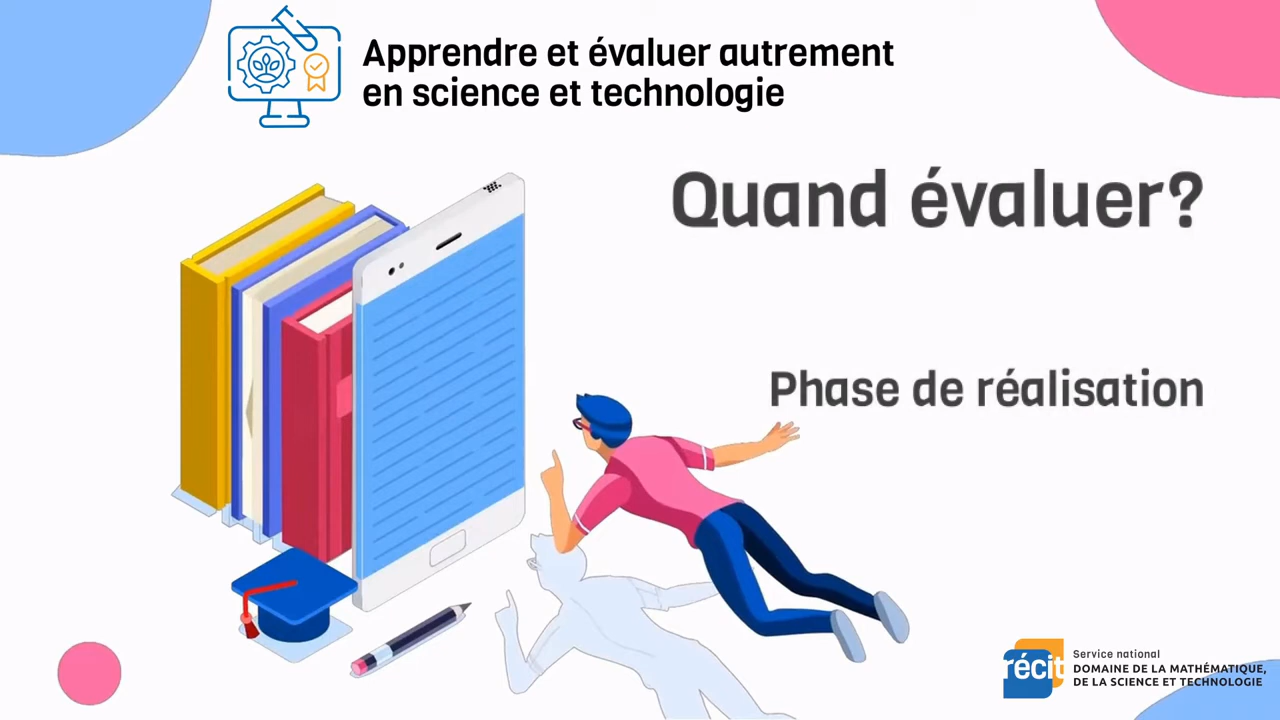 Apprendre et évaluer autrement
en science et technologie
Quand évaluer?
Phase de réalisation
récit
Service national
DOMAINE DE LA MATHÉMATIQUE,
DE LA SCIENCE ET TECHNOLOGIE